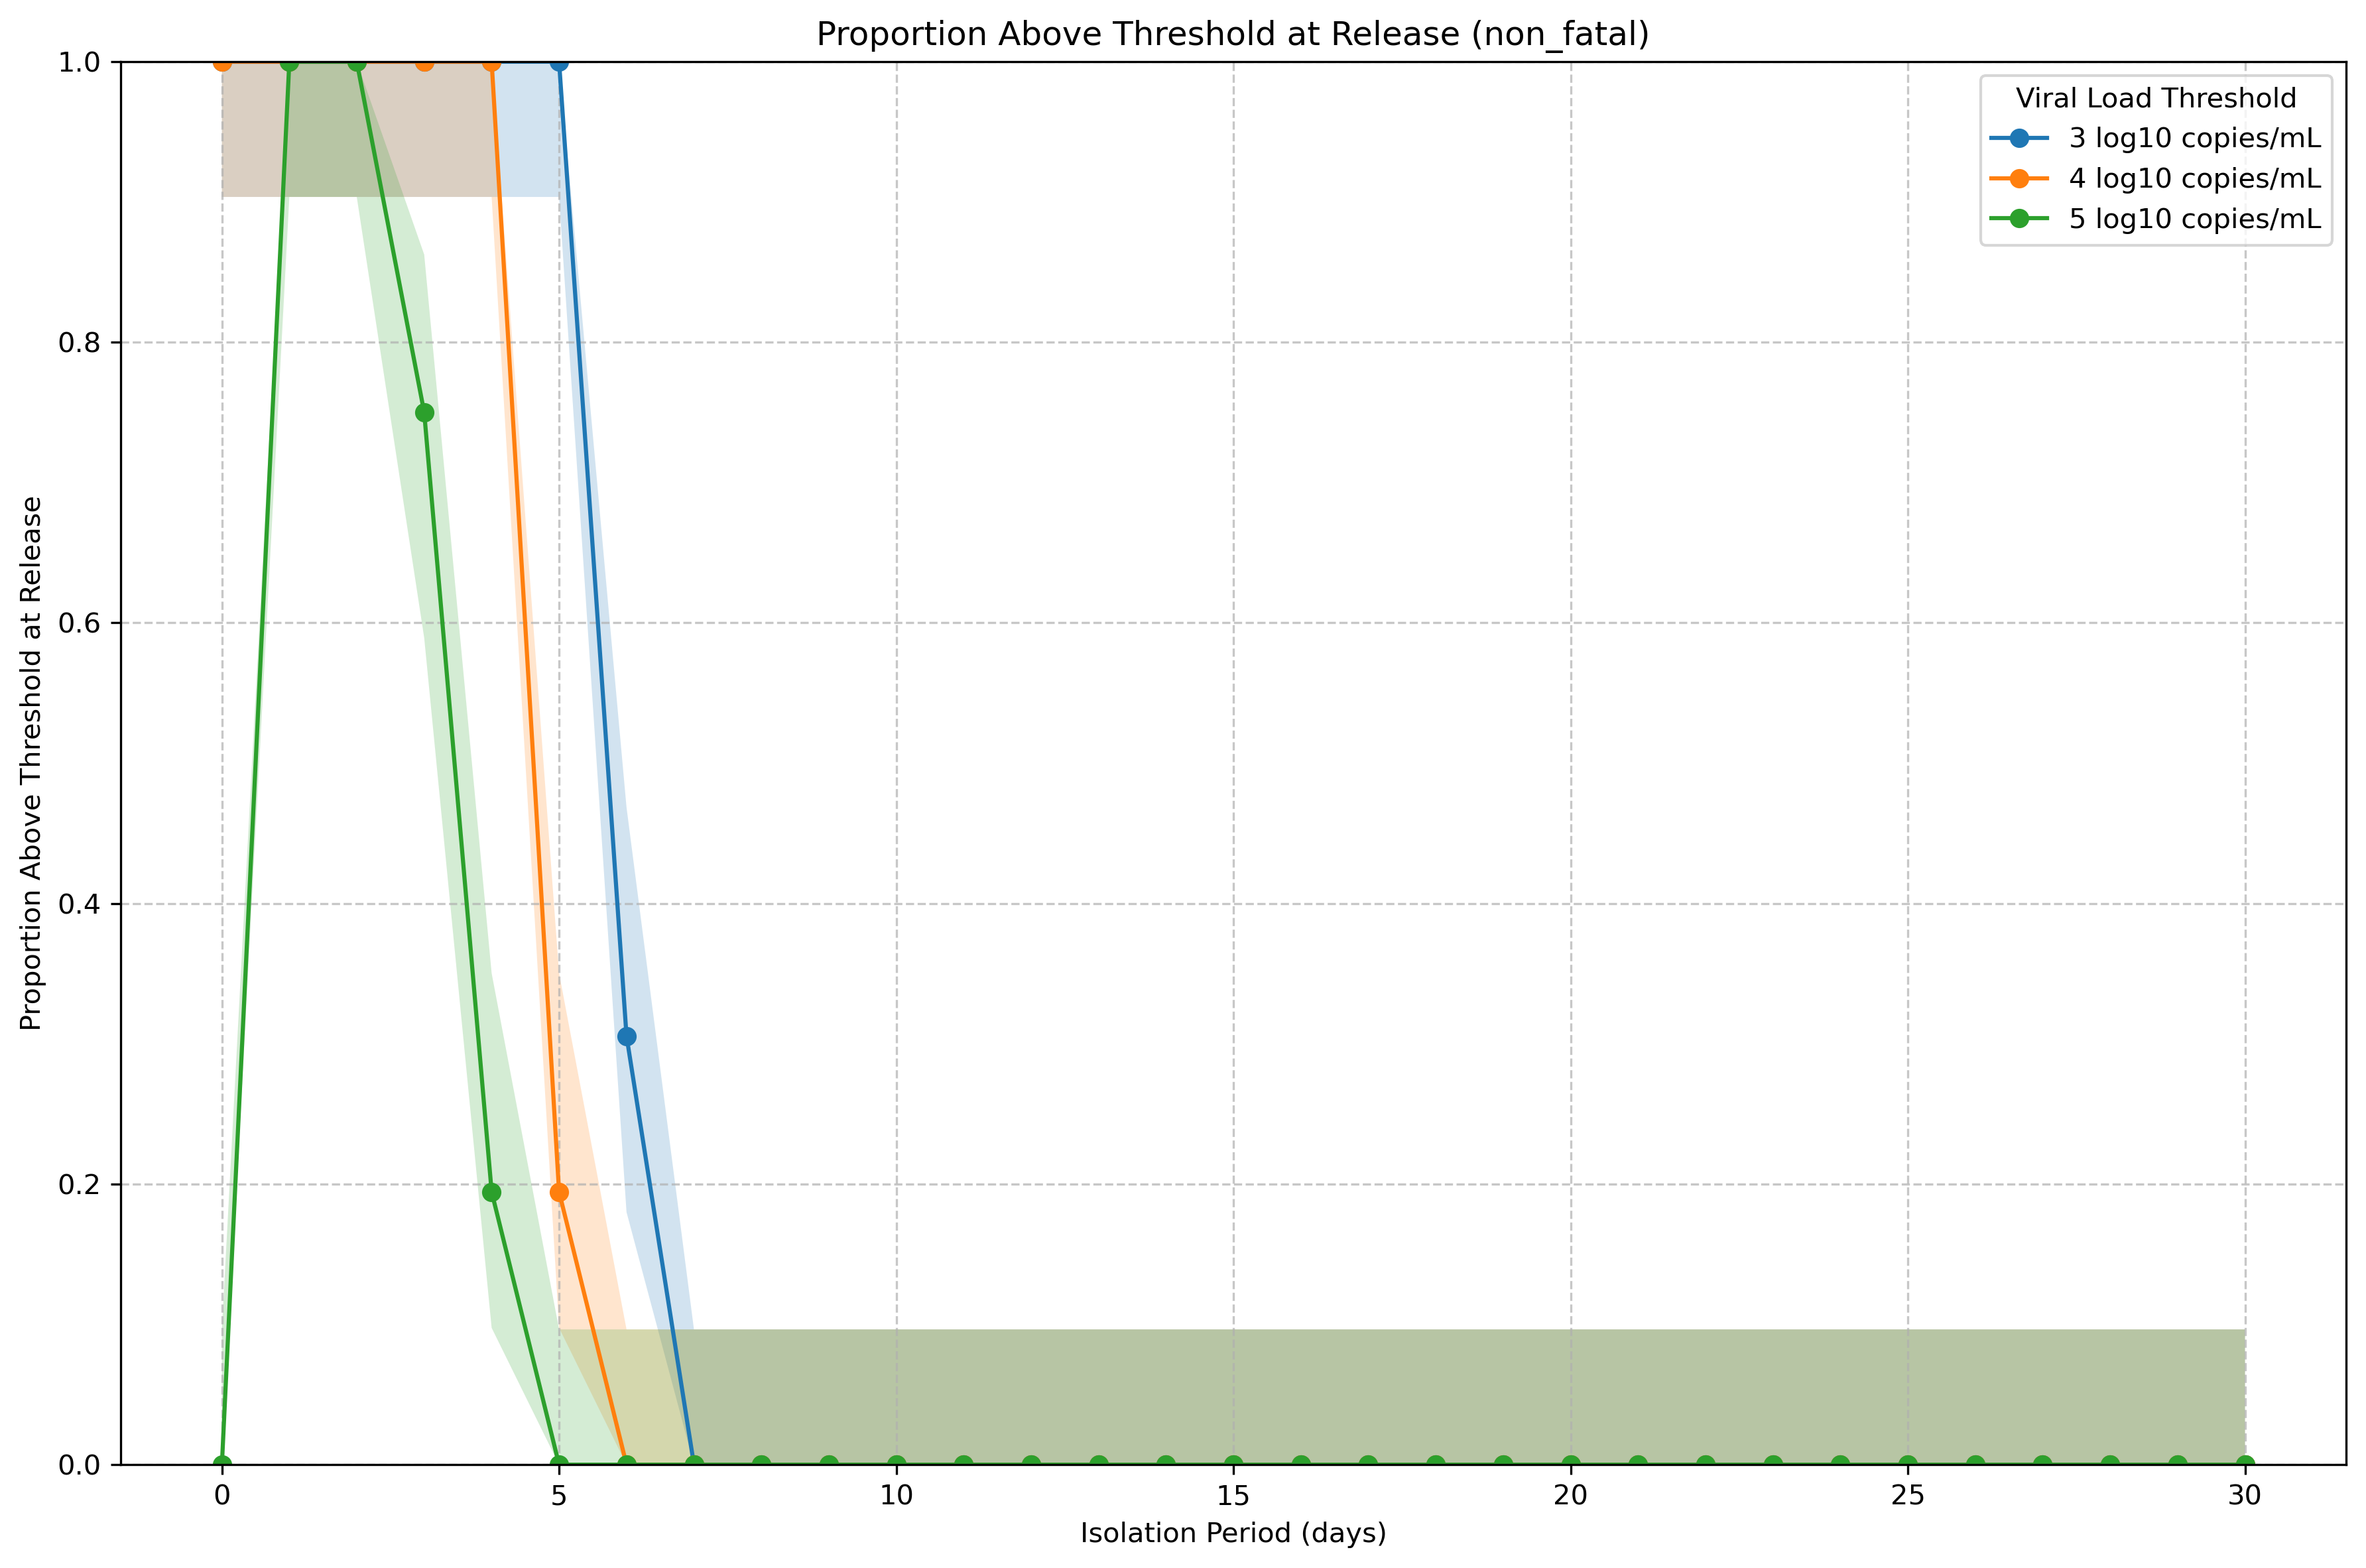 Proportion Above Threshold at Release (non_fatal)
Viral Load Threshold
3 log10 copies/mL
4 log10 copies/mL
5 log10 copies/mL
Proportion Above Threshold at Release
1.0
0.8
0.6
0.4
0.2
0.0
0 5 10 15 20 25 30
Isolation Period (days)